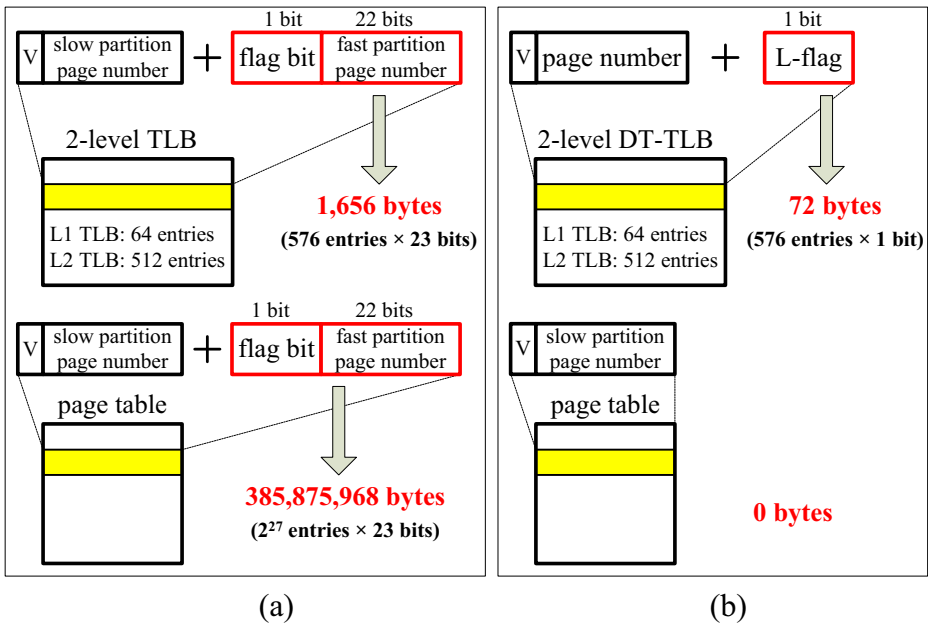 1 bit 22 bits
V slow partition page number + flag bit fast partition page number
2-level TLB
1,656 bytes
(576 entries × 23 bits)
L1 TLB: 64 entries
L2 TLB: 512 entries
1 bit 22 bits
V slow partition page number + flag bit fast partition page number
page table
385,875,968 bytes
(2²⁷ entries × 23 bits)
(a)
1 bit
V page number + L-flag
2-level DT-TLB
72 bytes
(576 entries × 1 bit)
L1 TLB: 64 entries
L2 TLB: 512 entries
V slow partition page number
page table
0 bytes
(b)